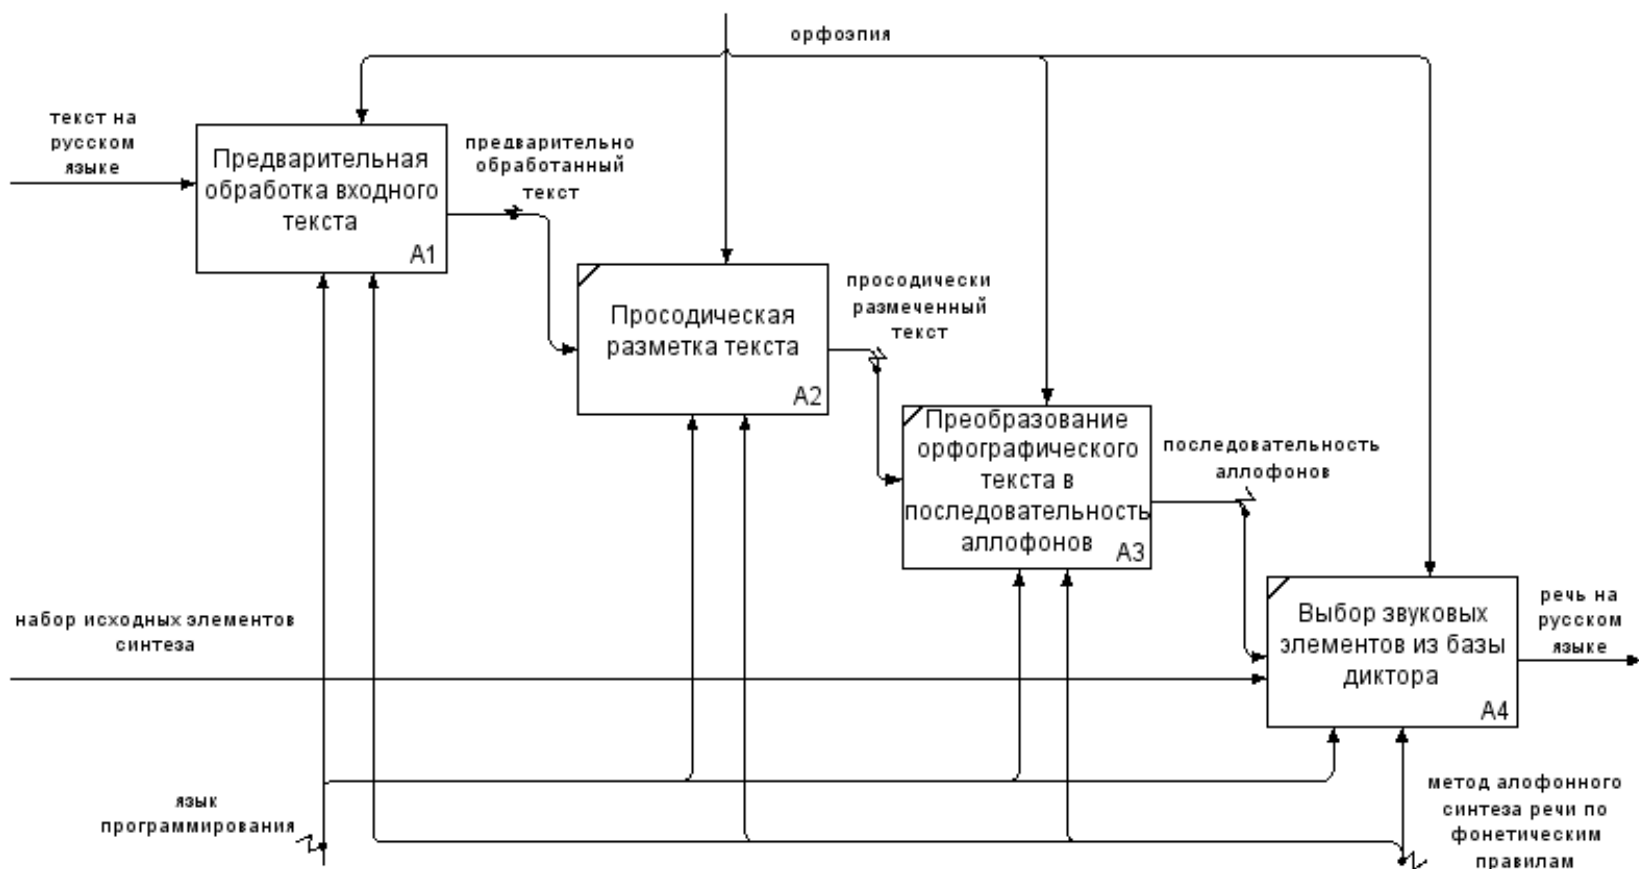 орфоэпия
текст на
русском
языке
Предварительная
обработка входного
текста
A1
предварительно
обработанный
текст
Просодическая
разметка текста
A2
просодически
размеченный
текст
Преобразование
орфографического
текста в
последовательность
аллофонов
A3
последовательность
аллофонов
набор исходных элементов
синтеза
Выбор звуковых
элементов из базы
диктора
A4
речь на
русском
языке
язык
программирования
метод алофонного
синтеза речи по
фонетическим
правилам